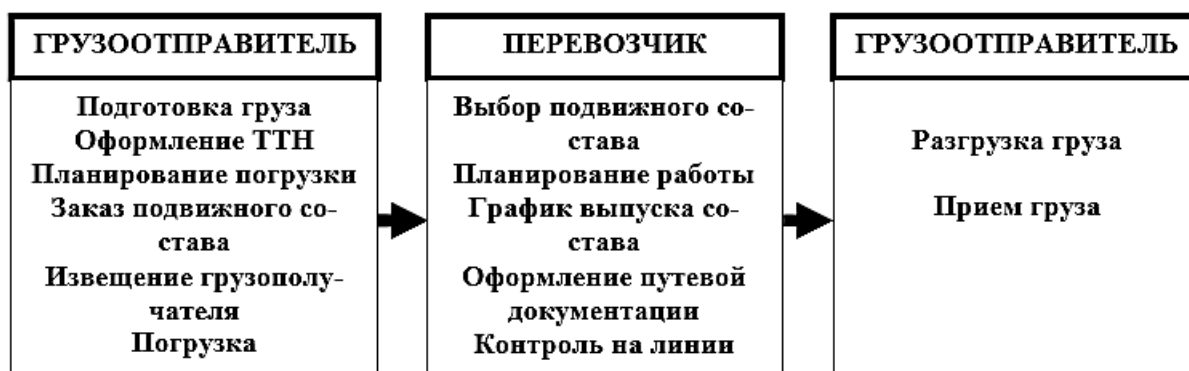 ГРУЗООТПРАВИТЕЛЬ
Подготовка груза
Оформление ТТН
Планирование погрузки
Заказ подвижного со-
става
Извещение грузополу-
чателя
Погрузка
ПЕРЕВОЗЧИК
Выбор подвижного со-
става
Планирование работы
График выпуска со-
става
Оформление путевой
документации
Контроль на линии
ГРУЗООТПРАВИТЕЛЬ
Разгрузка груза
Прием груза